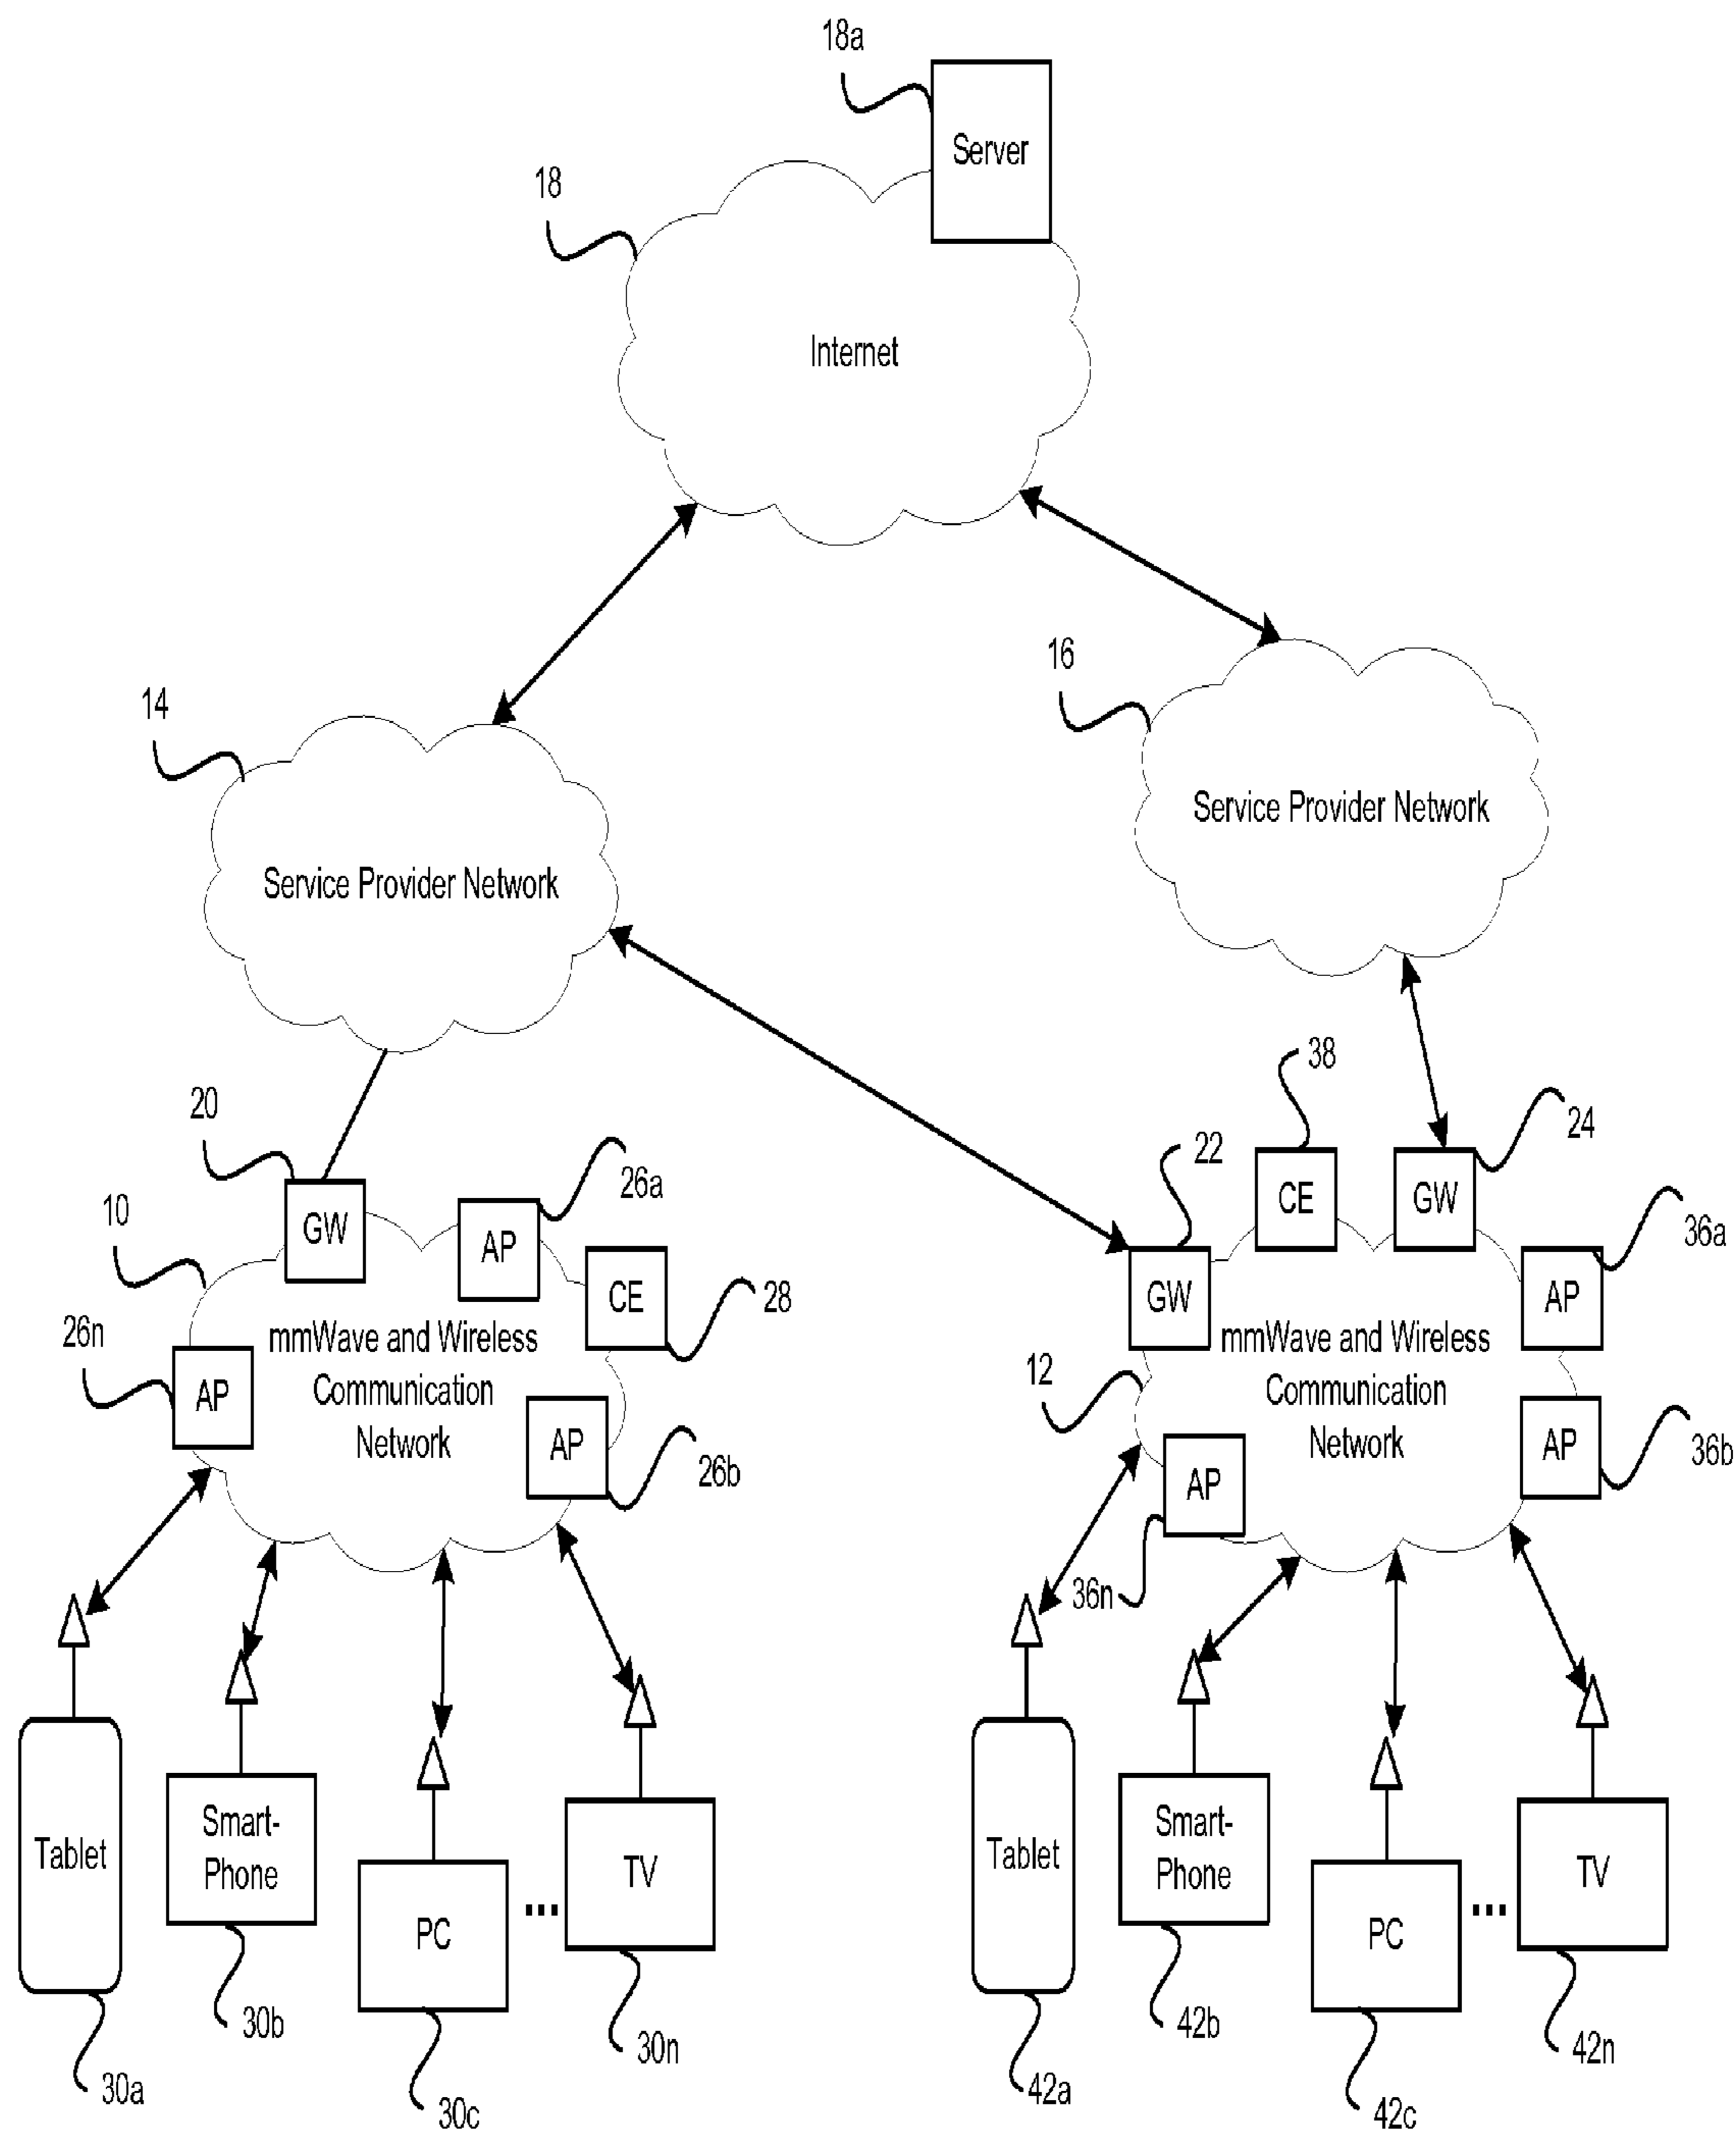 18a
Server
18
Internet
16
14
Service Provider Network
Service Provider Network
38
20
24
22
26a
10
GW
AP
CE
GW
36a
26n
CE
28
GW
AP
mmWave and Wireless
Communication
Network
AP
AP
26b
12
mmWave and Wireless
Communication
Network
AP
36b
AP
36n
Tablet
Smart-
Phone
PC
...
TV
30a
30b
30c
30n
Tablet
Smart-
Phone
PC
...
TV
42a
42b
42c
42n